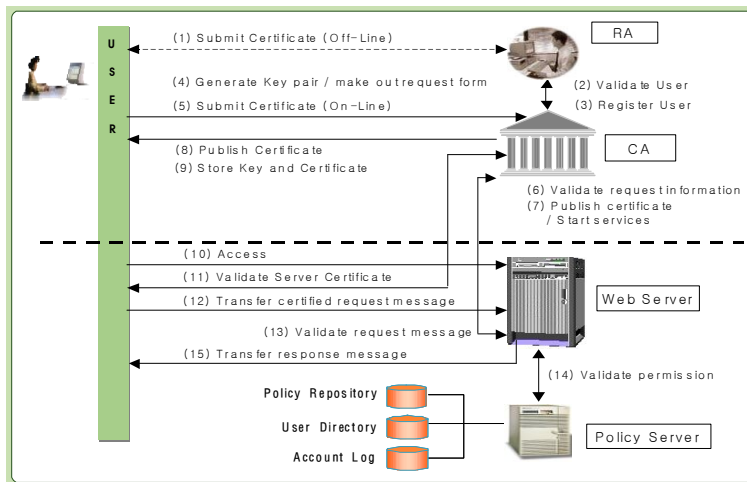 (1) Submit Certificate (Off-Line)
RA
USER
(4) Generate Key pair / make out request form
(2) Validate User
(5) Submit Certificate (On-Line)
(3) Register User
(8) Publish Certificate
CA
(9) Store Key and Certificate
(6) Validate request information
(7) Publish certificate
/ Start services
(10) Access
(11) Validate Server Certificate
(12) Transfer certified request message
Web Server
(13) Validate request message
(15) Transfer response message
(14) Validate permission
Policy Repository
User Directory
Policy Server
Account Log